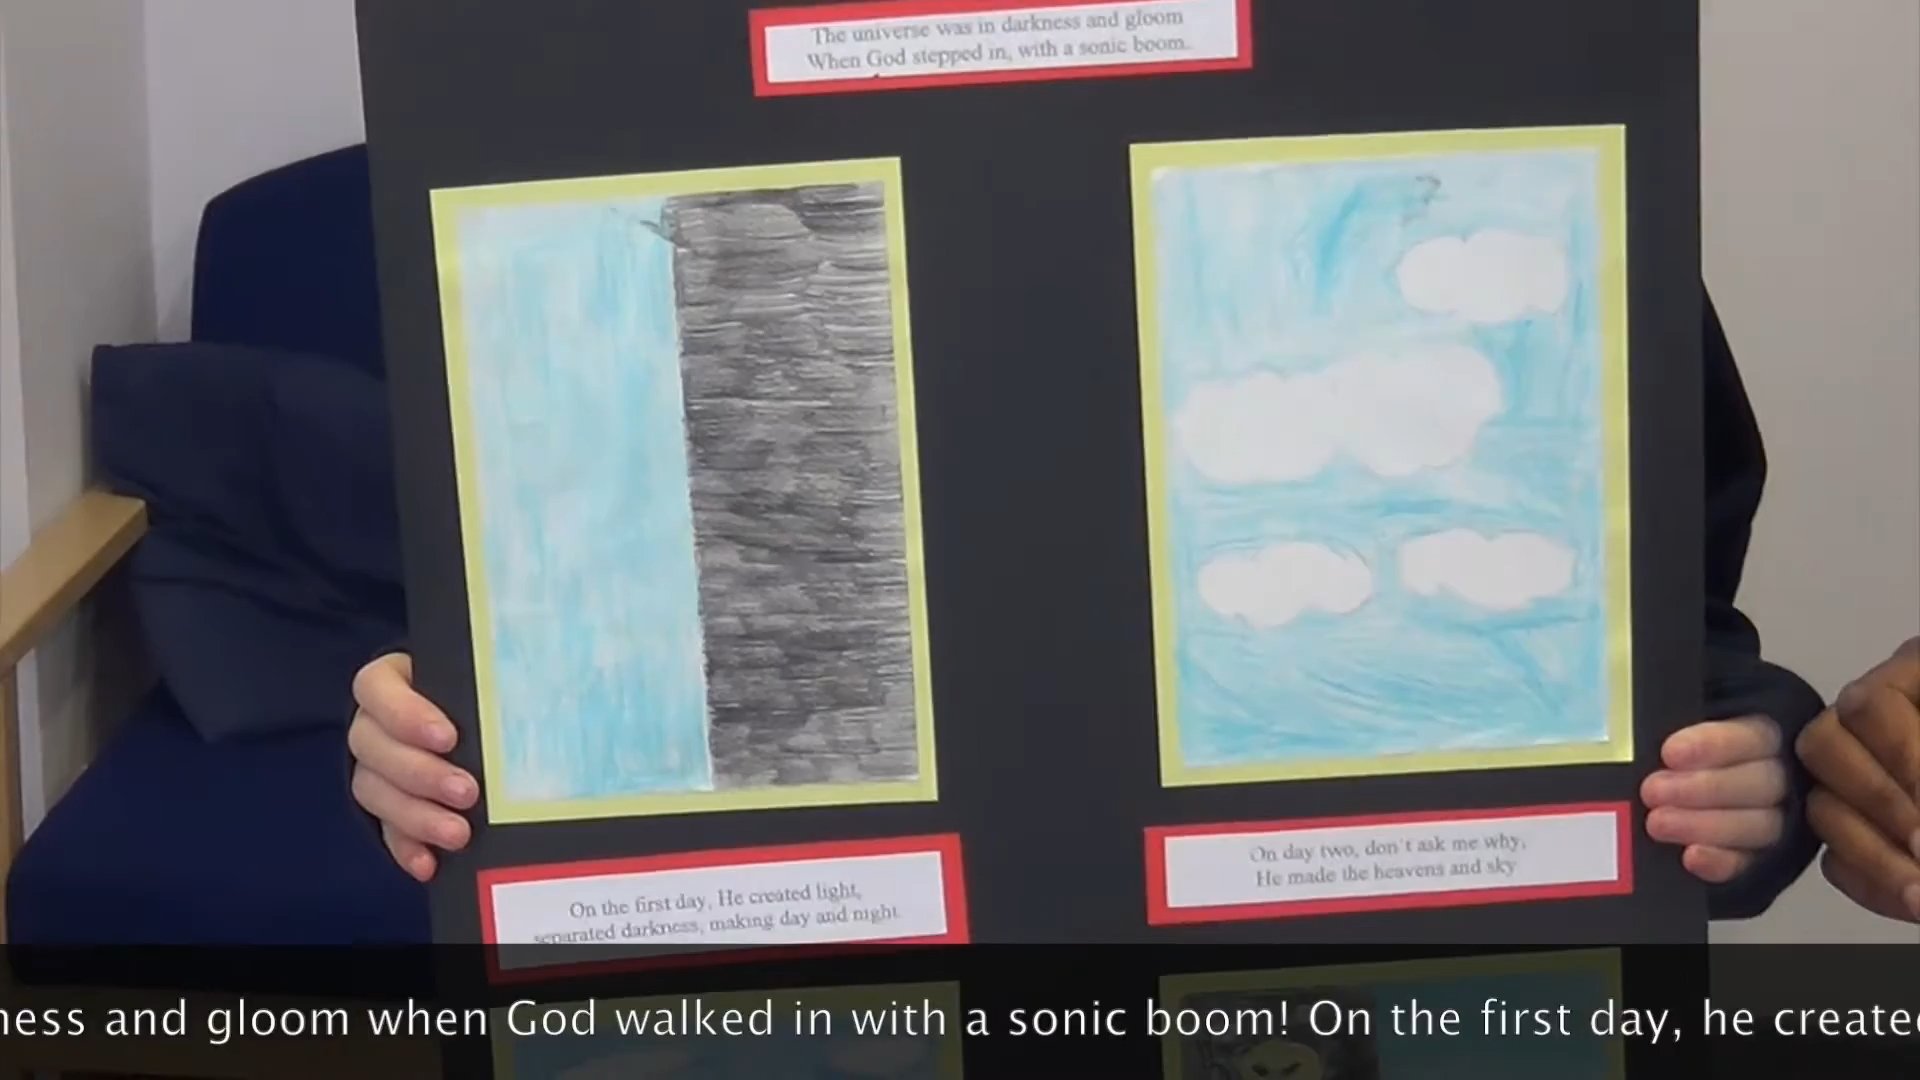 The universe was in darkness and gloom
When God stepped in, with a sonic boom.
On day two, don't ask me why,
He made the heavens and sky
On the first day, He created light,
separated darkness, making day and night.
ness and gloom when God walked in with a sonic boom! On the first day, he create